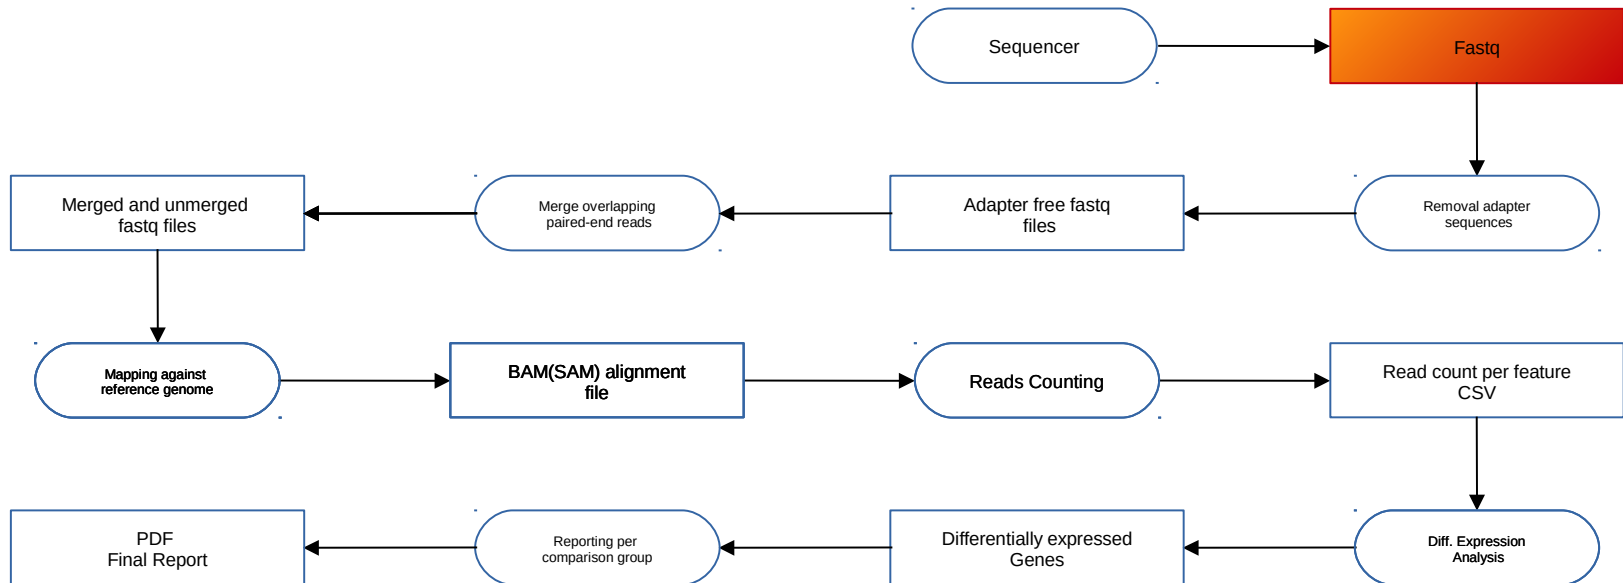 Sequencer
Fastq
Merged and unmerged
fastq files
Merge overlapping
paired-end reads
Adapter free fastq
files
Removal adapter
sequences
Mapping against
reference genome
BAM(SAM) alignment
file
Reads Counting
Read count per feature
CSV
PDF
Final Report
Reporting per
comparison group
Differentially expressed
Genes
Diff. Expression
Analysis